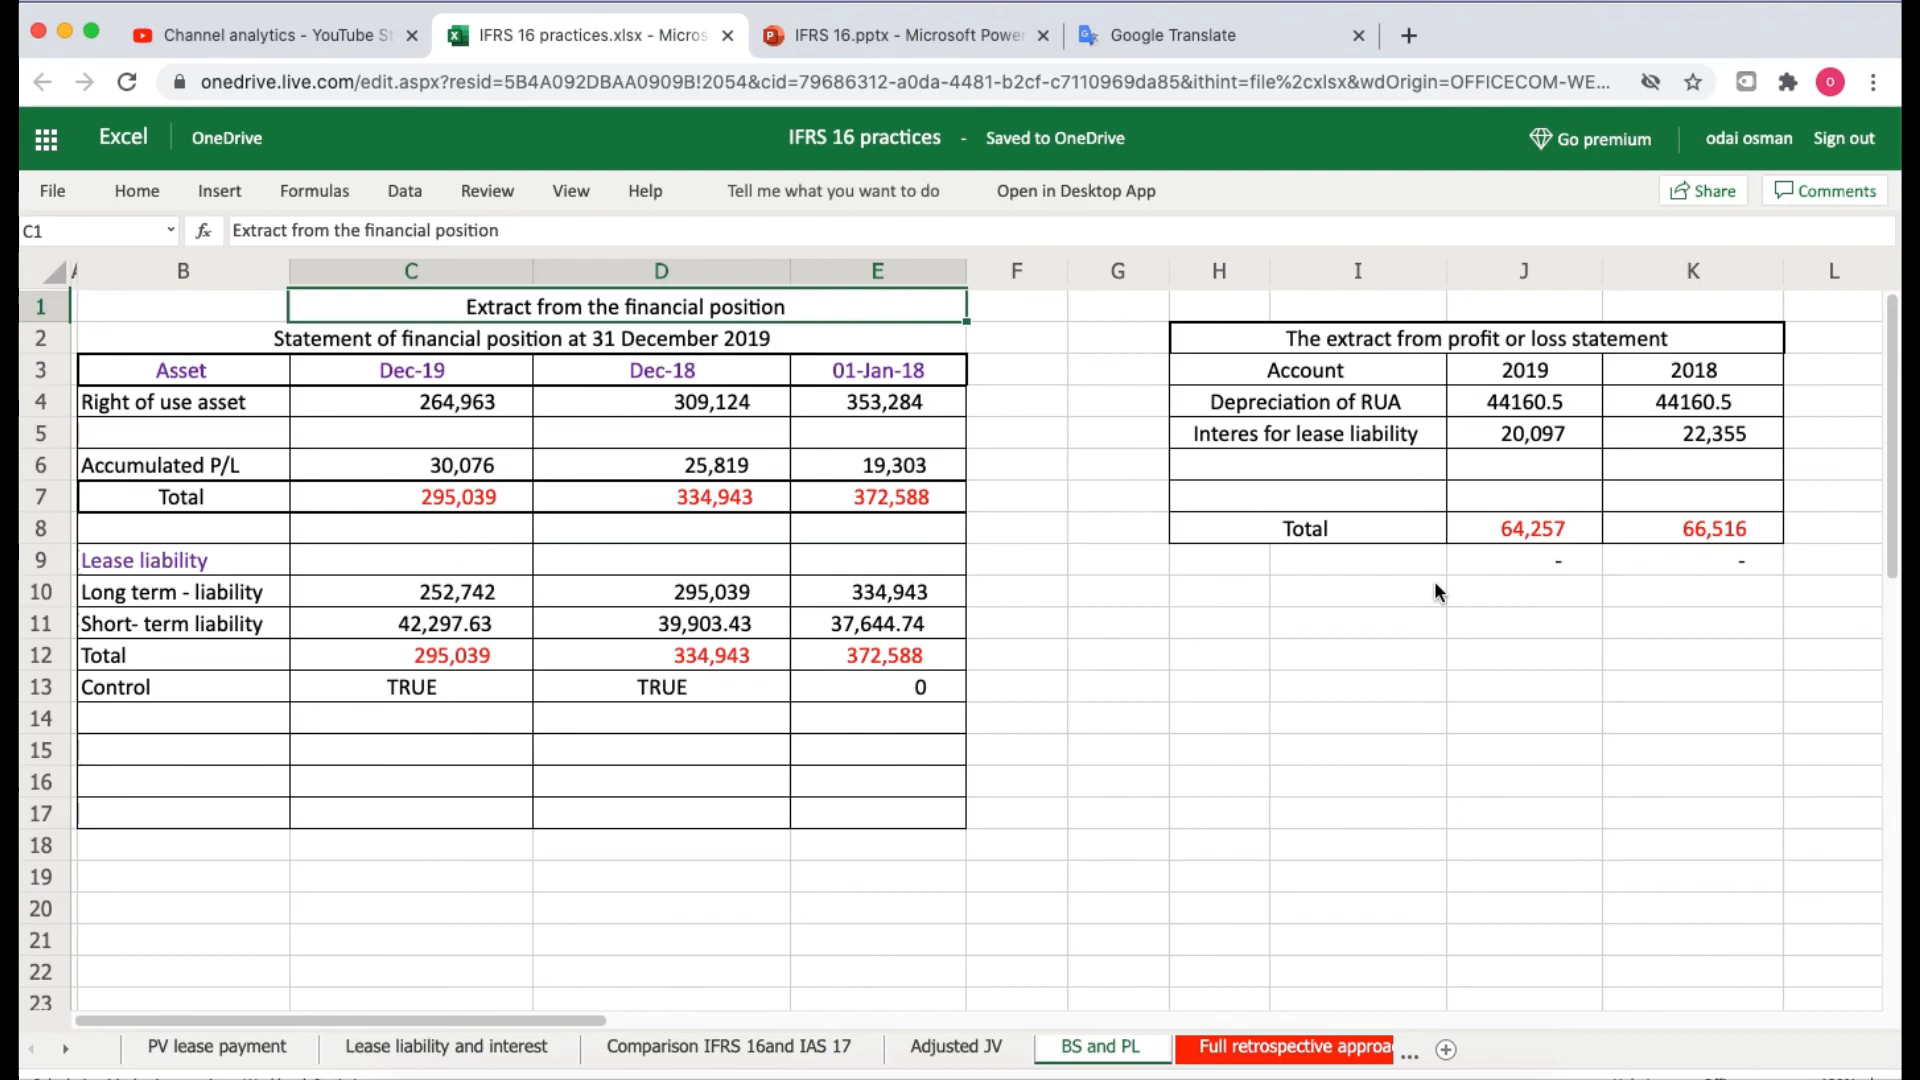 Channel analytics - YouTube St
IFRS 16 practices.xlsx - Micros
IFRS 16.pptx - Microsoft Power
Google Translate
onedrive.live.com/edit.aspx?resid=5B4A092DBAA0909B!2054&cid=79686312-a0da-4481-b2cf-c7110969da85&ithint=file%2cxlsx&wdOrigin=OFFICECOM-WE...
Excel OneDrive IFRS 16 practices - Saved to OneDrive Go premium odai osman Sign out
File Home Insert Formulas Data Review View Help Tell me what you want to do Open in Desktop App Share Comments
C1 fx Extract from the financial position
A B C D E F G H I J K L
1 Extract from the financial position
2 Statement of financial position at 31 December 2019 The extract from profit or loss statement
3 Asset Dec-19 Dec-18 01-Jan-18 Account 2019 2018
4 Right of use asset 264,963 309,124 353,284 Depreciation of RUA 44160.5 44160.5
5 Interes for lease liability 20,097 22,355
6 Accumulated P/L 30,076 25,819 19,303
7 Total 295,039 334,943 372,588
8 Total 64,257 66,516
9 Lease liability - -
10 Long term - liability 252,742 295,039 334,943
11 Short- term liability 42,297.63 39,903.43 37,644.74
12 Total 295,039 334,943 372,588
13 Control TRUE TRUE 0
14
15
16
17
18
19
20
21
22
23
PV lease payment Lease liability and interest Comparison IFRS 16and IAS 17 Adjusted JV BS and PL Full retrospective approa ...